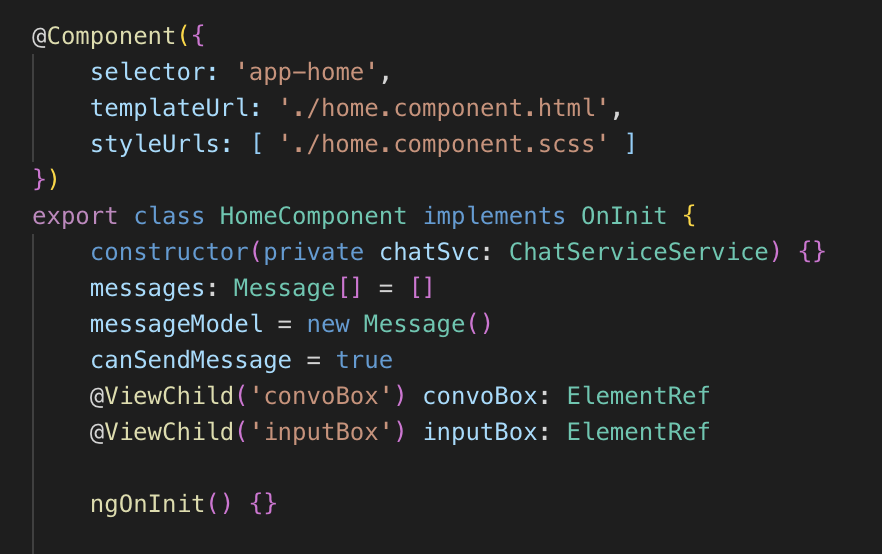 @Component({
    selector: 'app-home',
    templateUrl: './home.component.html',
    styleUrls: [ './home.component.scss' ]
})
export class HomeComponent implements OnInit {
    constructor(private chatSvc: ChatServiceService) {}
    messages: Message[] = []
    messageModel = new Message()
    canSendMessage = true
    @ViewChild('convoBox') convoBox: ElementRef
    @ViewChild('inputBox') inputBox: ElementRef

    ngOnInit() {}